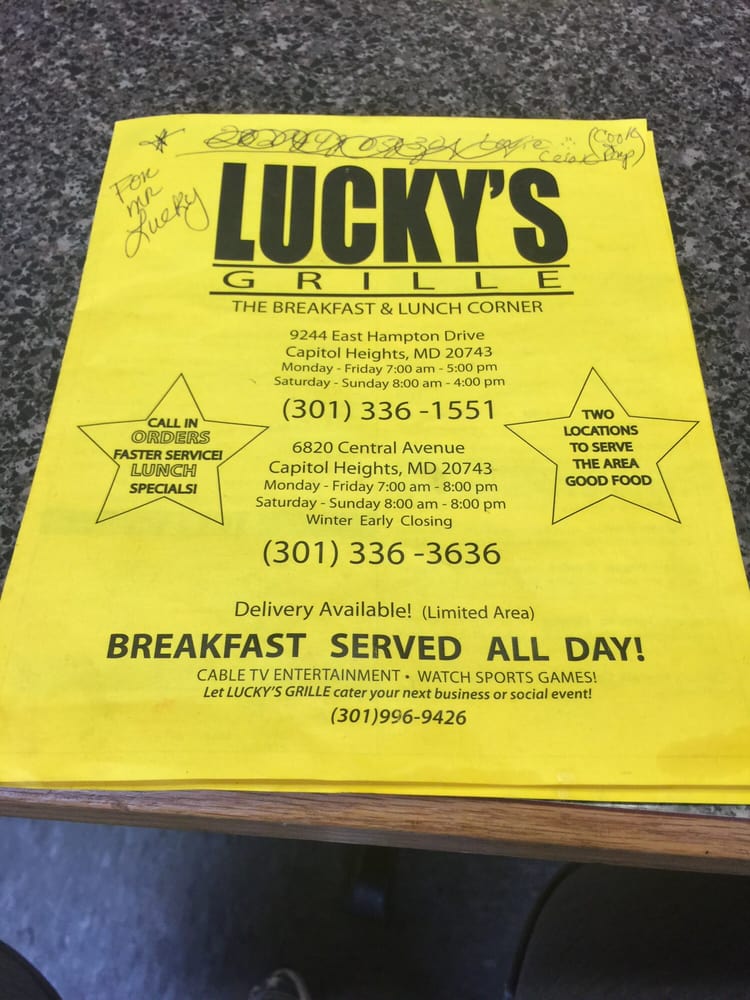 (Cook
Prep)
For
mr
Lucky
LUCKY'S
GRILLE
THE BREAKFAST & LUNCH CORNER
9244 East Hampton Drive
Capitol Heights, MD 20743
Monday - Friday 7:00 am - 5:00 pm
Saturday - Sunday 8:00 am - 4:00 pm
(301) 336 -1551
CALL IN
ORDERS
FASTER SERVICE!
LUNCH
SPECIALS!
TWO
LOCATIONS
TO SERVE
THE AREA
GOOD FOOD
6820 Central Avenue
Capitol Heights, MD 20743
Monday - Friday 7:00 am - 8:00 pm
Saturday - Sunday 8:00 am - 8:00 pm
Winter Early Closing
(301) 336 -3636
Delivery Available! (Limited Area)
BREAKFAST SERVED ALL DAY!
CABLE TV ENTERTAINMENT • WATCH SPORTS GAMES!
Let LUCKY'S GRILLE cater your next business or social event!
(301)996-9426